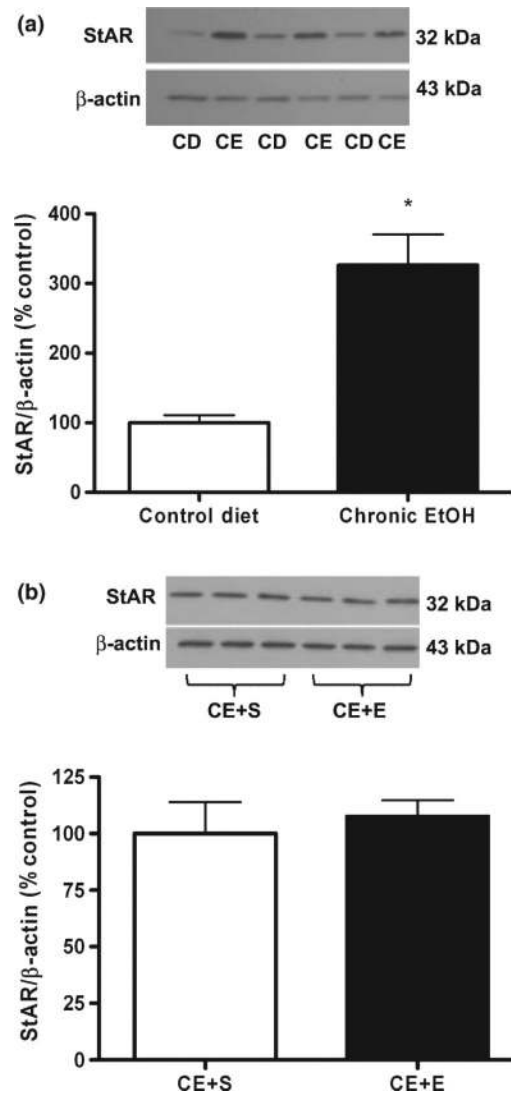 (a)
StAR
32 kDa
β-actin
43 kDa
CD CE CD CE CD CE
StAR/β-actin (% control)
400
300
200
100
0
*
Control diet
Chronic EtOH
(b)
StAR
32 kDa
β-actin
43 kDa
CE+S
CE+E
StAR/β-actin (% control)
125
100
75
50
25
0
CE+S
CE+E